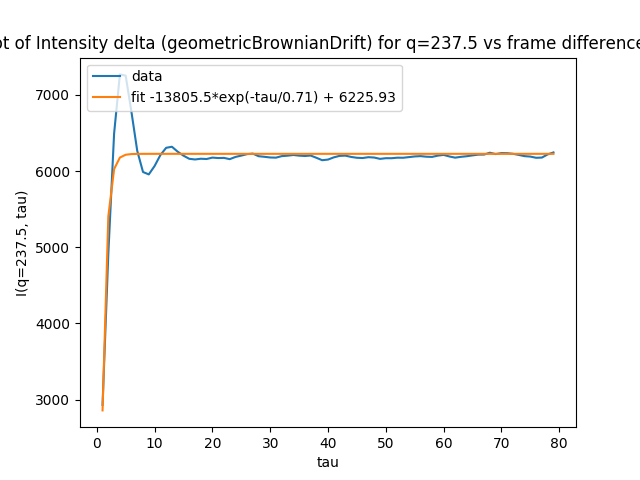 ot of Intensity delta (geometricBrownianDrift) for q=237.5 vs frame difference
data
fit -13805.5*exp(-tau/0.71) + 6225.93
I(q=237.5, tau)
7000
6000
5000
4000
3000
0 10 20 30 40 50 60 70 80
tau